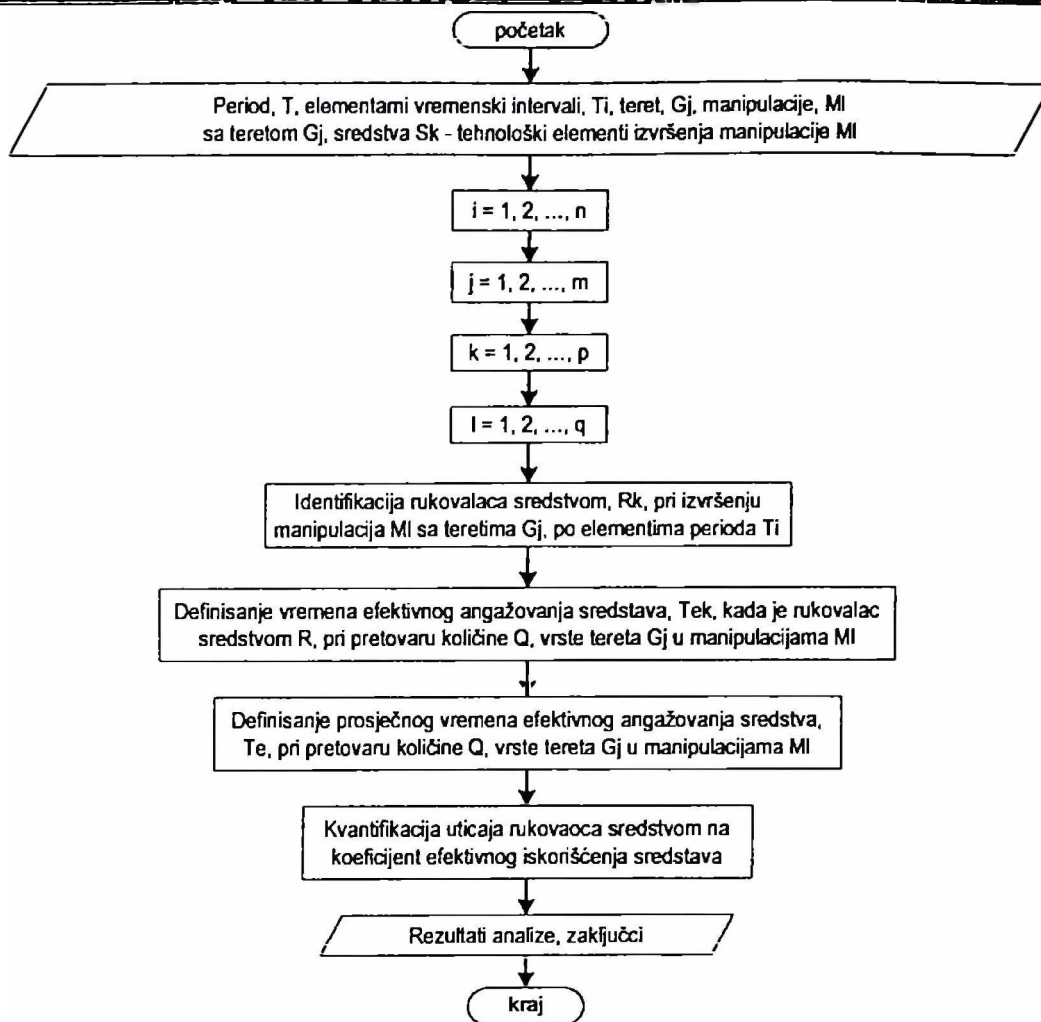 početak
Period, T, elementarni vremenski intervali, Ti, teret, Gj, manipulacije, Ml
sa teretom Gj, sredstva Sk - tehnološki elementi izvršenja manipulacije Ml
i = 1, 2, ..., n
j = 1, 2, ..., m
k = 1, 2, ..., p
l = 1, 2, ..., q
Identifikacija rukovalaca sredstvom, Rk, pri izvršenju
manipulacija Ml sa teretima Gj, po elementima perioda Ti
Definisanje vremena efektivnog angažovanja sredstava, Tek, kada je rukovalac
sredstvom R, pri pretovaru količine Q, vrste tereta Gj u manipulacijama Ml
Definisanje prosječnog vremena efektivnog angažovanja sredstva,
Te, pri pretovaru količine Q, vrste tereta Gj u manipulacijama Ml
Kvantifikacija uticaja rukovaoca sredstvom na
koeficijent efektivnog iskorišćenja sredstava
Rezultati analize, zaključci
kraj